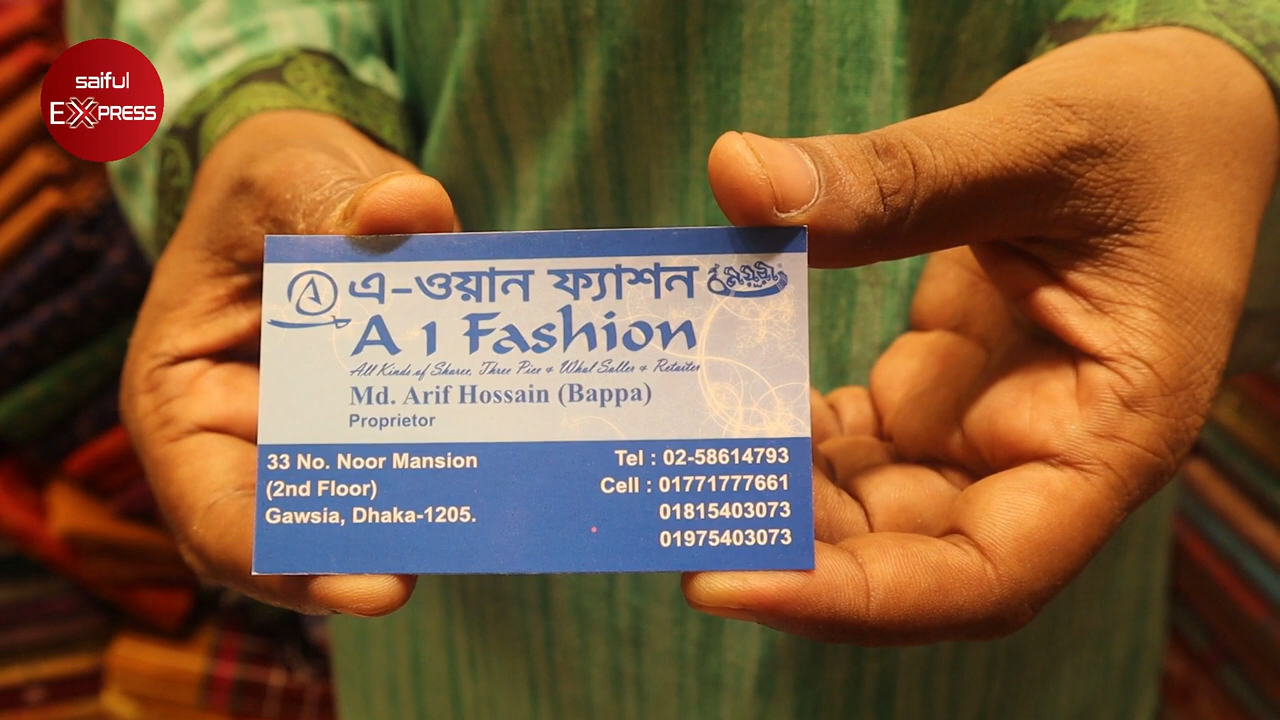 saiful
EXPRESS
এ-ওয়ান ফ্যাশন
A 1 Fashion
All Kinds of Sharee, Three Pice & Whol Saller & Retailer
Md. Arif Hossain (Bappa)
Proprietor
33 No. Noor Mansion
(2nd Floor)
Gawsia, Dhaka-1205.
Tel : 02-58614793
Cell : 01771777661
01815403073
01975403073